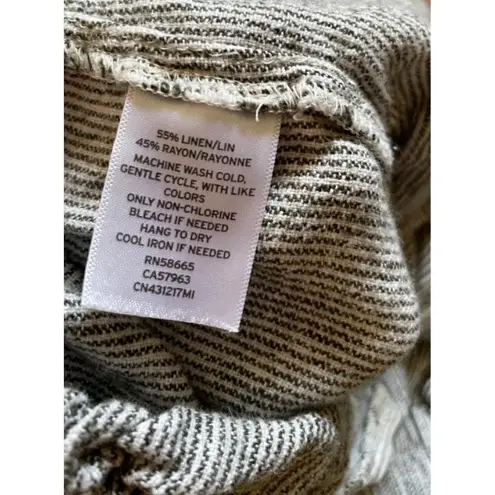 55% LINEN/LIN
45% RAYON/RAYONNE
MACHINE WASH COLD,
GENTLE CYCLE, WITH LIKE
COLORS
ONLY NON-CHLORINE
BLEACH IF NEEDED
HANG TO DRY
COOL IRON IF NEEDED
RN58665
CA57963
CN431217MI